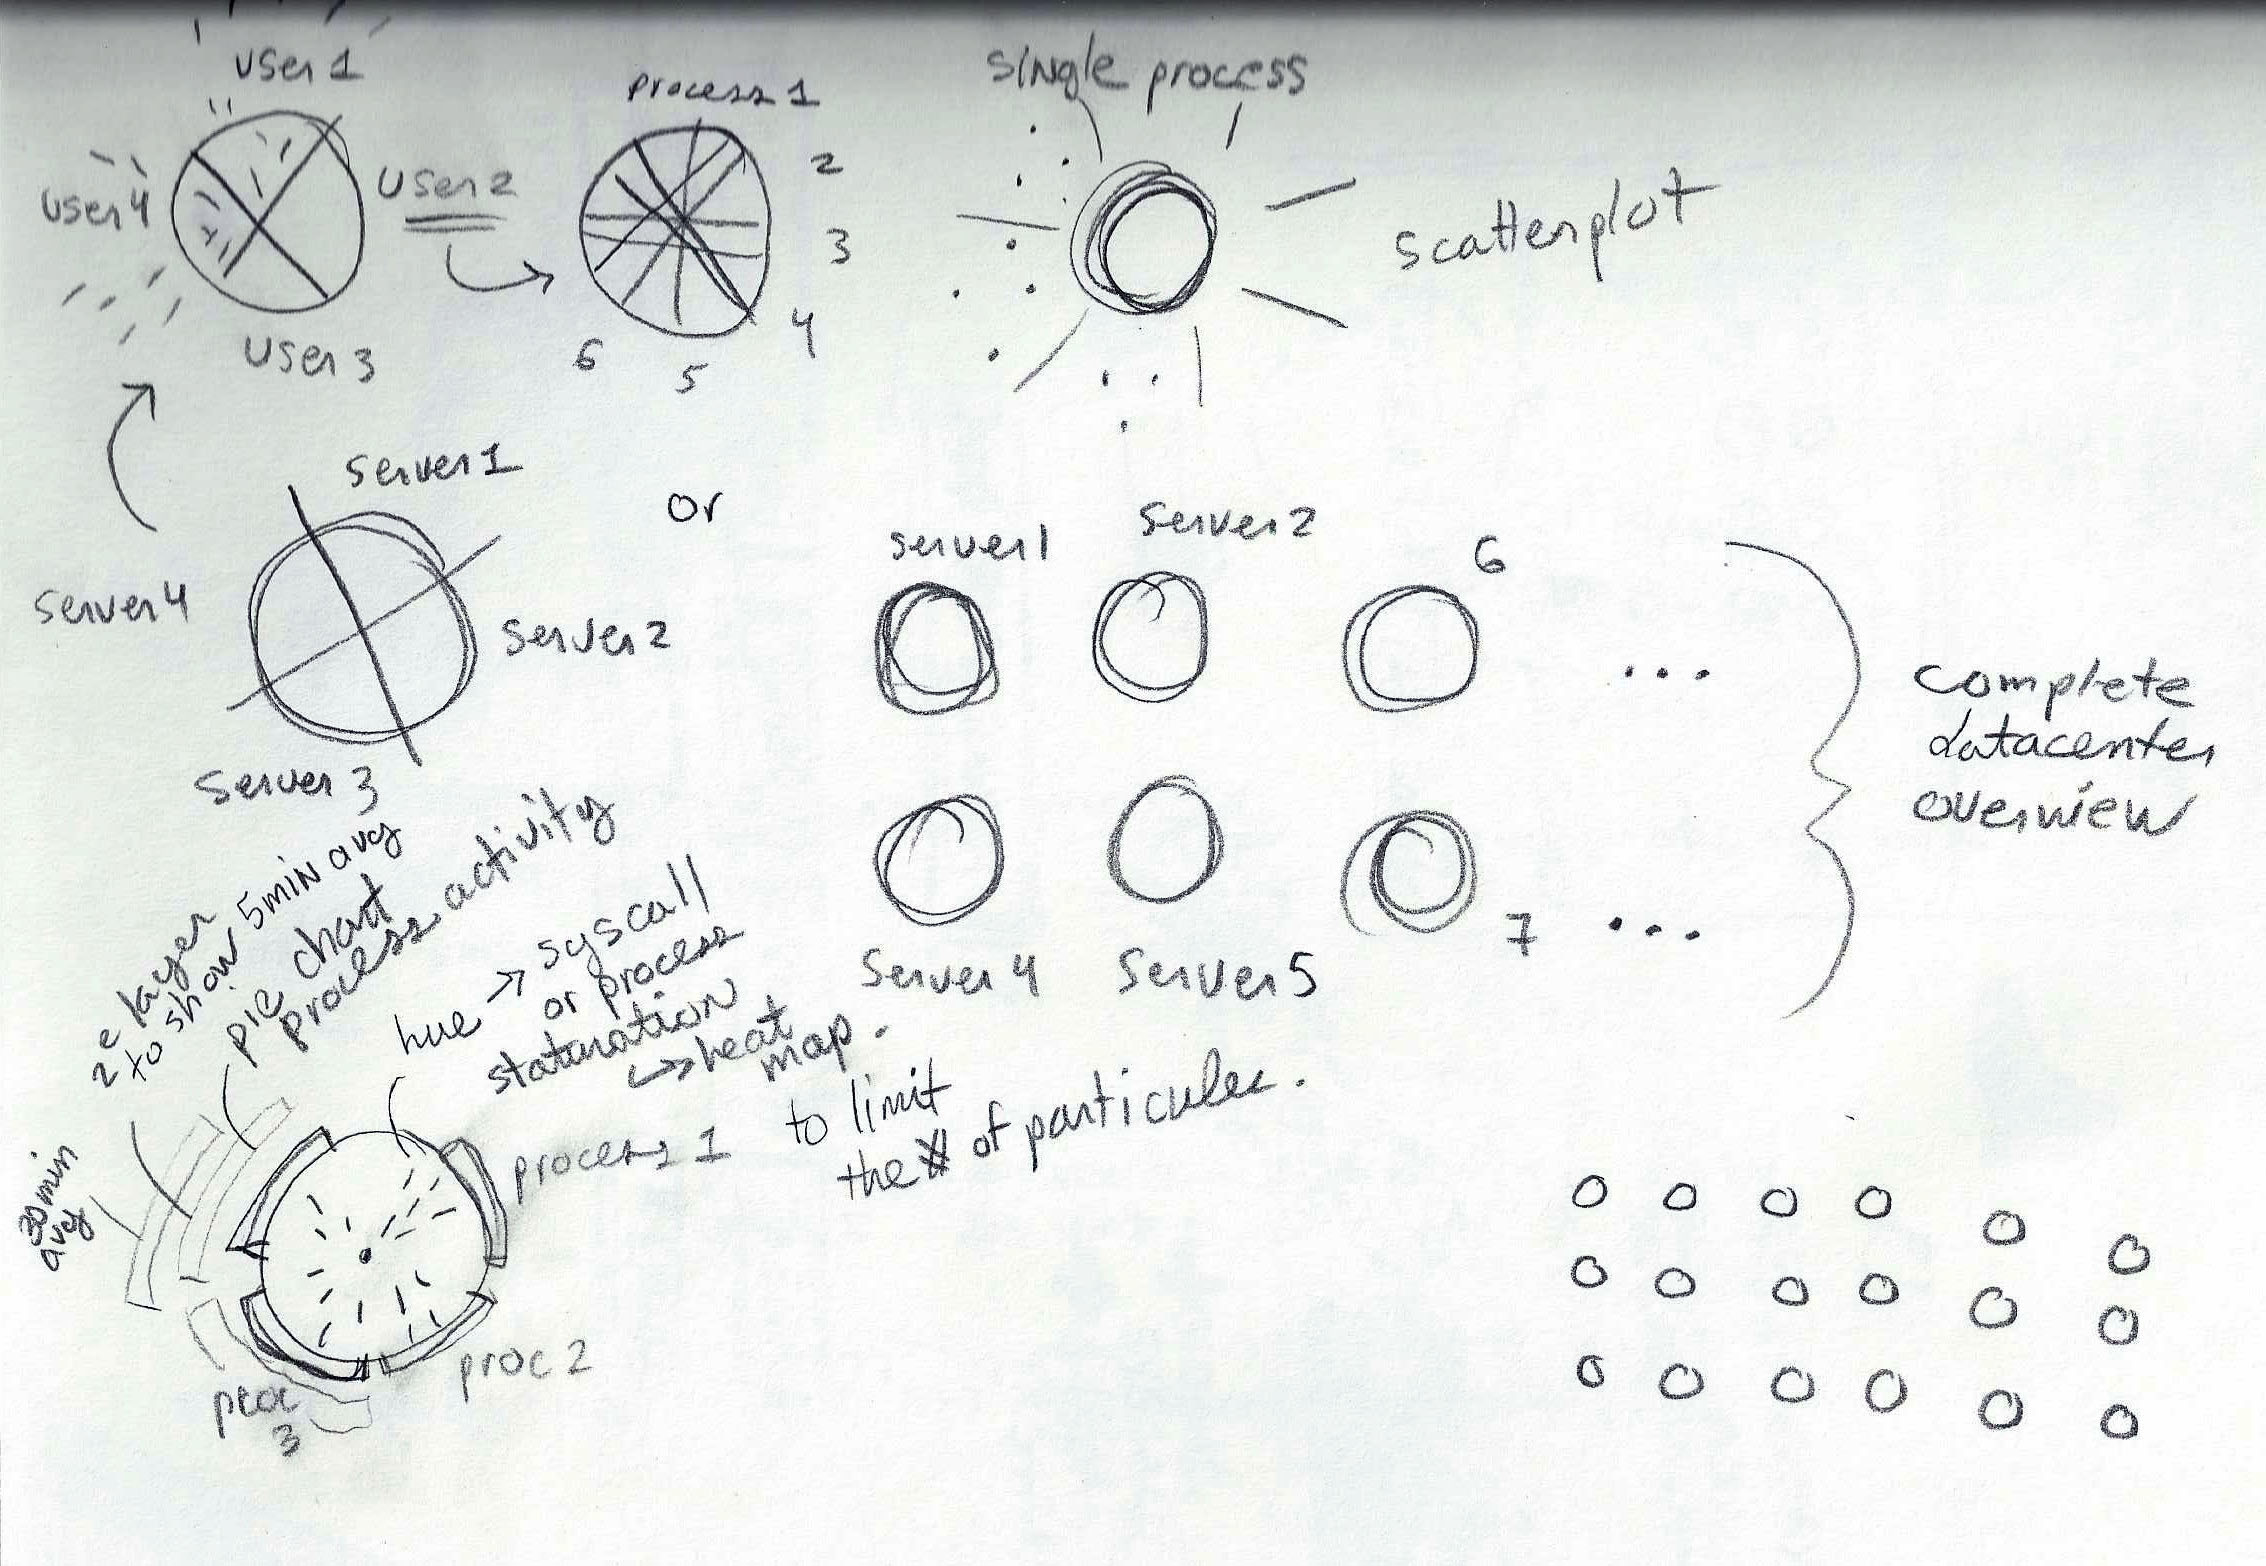 user 1
user 4
user 2
user 3
process 1
2
3
4
5
6
single process
scatterplot
server 1
server 2
server 3
server 4
or
server 1
server 2
6
...
server 4
server 5
7
...
complete
datacenter
overview
2e layer
to show 5min avg
pie chart
process activity
hue → syscall
or process
staturation
↳ heat
map.
to limit
the # of particules.
30min
avg
process 1
proc 2
proc
3